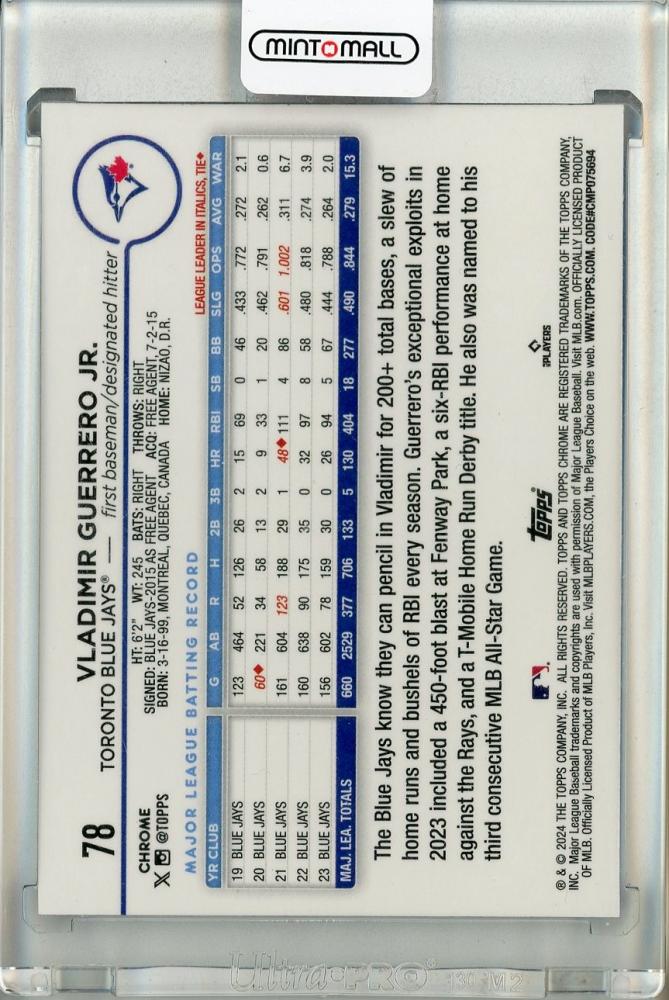 MINT MALL
78
VLADIMIR GUERRERO JR.
TORONTO BLUE JAYS® — first baseman/designated hitter
CHROME
X @TOPPS
HT: 6'2" WT: 245 BATS: RIGHT THROWS: RIGHT
SIGNED: BLUE JAYS-2015 AS FREE AGENT ACQ: FREE AGENT, 7-2-15
BORN: 3-16-99, MONTREAL, QUEBEC, CANADA HOME: NIZAO, D.R.
MAJOR LEAGUE BATTING RECORD
LEAGUE LEADER IN ITALICS, TIE♦
YR CLUB G AB R H 2B 3B HR RBI SB BB SLG OPS AVG WAR
19 BLUE JAYS 123 464 52 126 26 2 15 69 0 46 .433 .772 .272 2.1
20 BLUE JAYS 60♦ 221 34 58 13 2 9 33 1 20 .462 .791 .262 0.6
21 BLUE JAYS 161 604 123 188 29 1 48♦ 111 4 86 .601 1.002 .311 6.7
22 BLUE JAYS 160 638 90 175 35 0 32 97 8 58 .480 .818 .274 3.9
23 BLUE JAYS 156 602 78 159 30 0 26 94 5 67 .444 .788 .264 2.0
MAJ. LEA. TOTALS 660 2529 377 706 133 5 130 404 18 277 .490 .844 .279 15.3
The Blue Jays know they can pencil in Vladimir for 200+ total bases, a slew of
home runs and bushels of RBI every season. Guerrero's exceptional exploits in
2023 included a 450-foot blast at Fenway Park, a six-RBI performance at home
against the Rays, and a T-Mobile Home Run Derby title. He also was named to his
third consecutive MLB All-Star Game.
topps
PLAYERS
® & © 2024 THE TOPPS COMPANY, INC. ALL RIGHTS RESERVED. TOPPS AND TOPPS CHROME ARE REGISTERED TRADEMARKS OF THE TOPPS COMPANY,
INC. Major League Baseball trademarks and copyrights are used with permission of Major League Baseball. Visit MLB.com. OFFICIALLY LICENSED PRODUCT
OF MLB. Officially Licensed Product of MLB Players, Inc. Visit MLBPLAYERS.COM, the Players Choice on the web. WWW.TOPPS.COM. CODE#CMP075694
Ultra•PRO® 130 M2